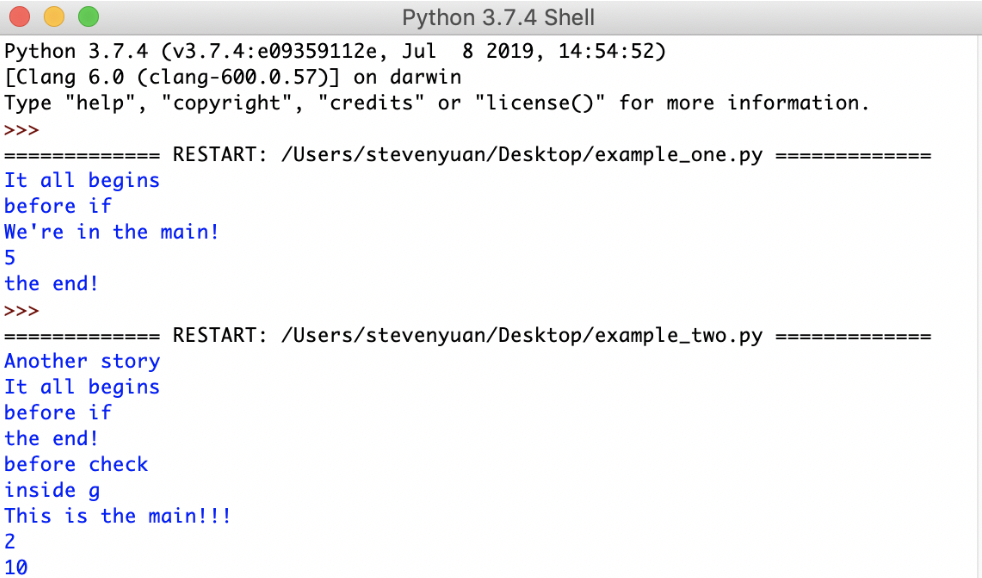 Python 3.7.4 Shell
Python 3.7.4 (v3.7.4:e09359112e, Jul  8 2019, 14:54:52)
[Clang 6.0 (clang-600.0.57)] on darwin
Type "help", "copyright", "credits" or "license()" for more information.
>>>
============= RESTART: /Users/stevenyuan/Desktop/example_one.py =============
It all begins
before if
We're in the main!
5
the end!
>>>
============= RESTART: /Users/stevenyuan/Desktop/example_two.py =============
Another story
It all begins
before if
the end!
before check
inside g
This is the main!!!
2
10